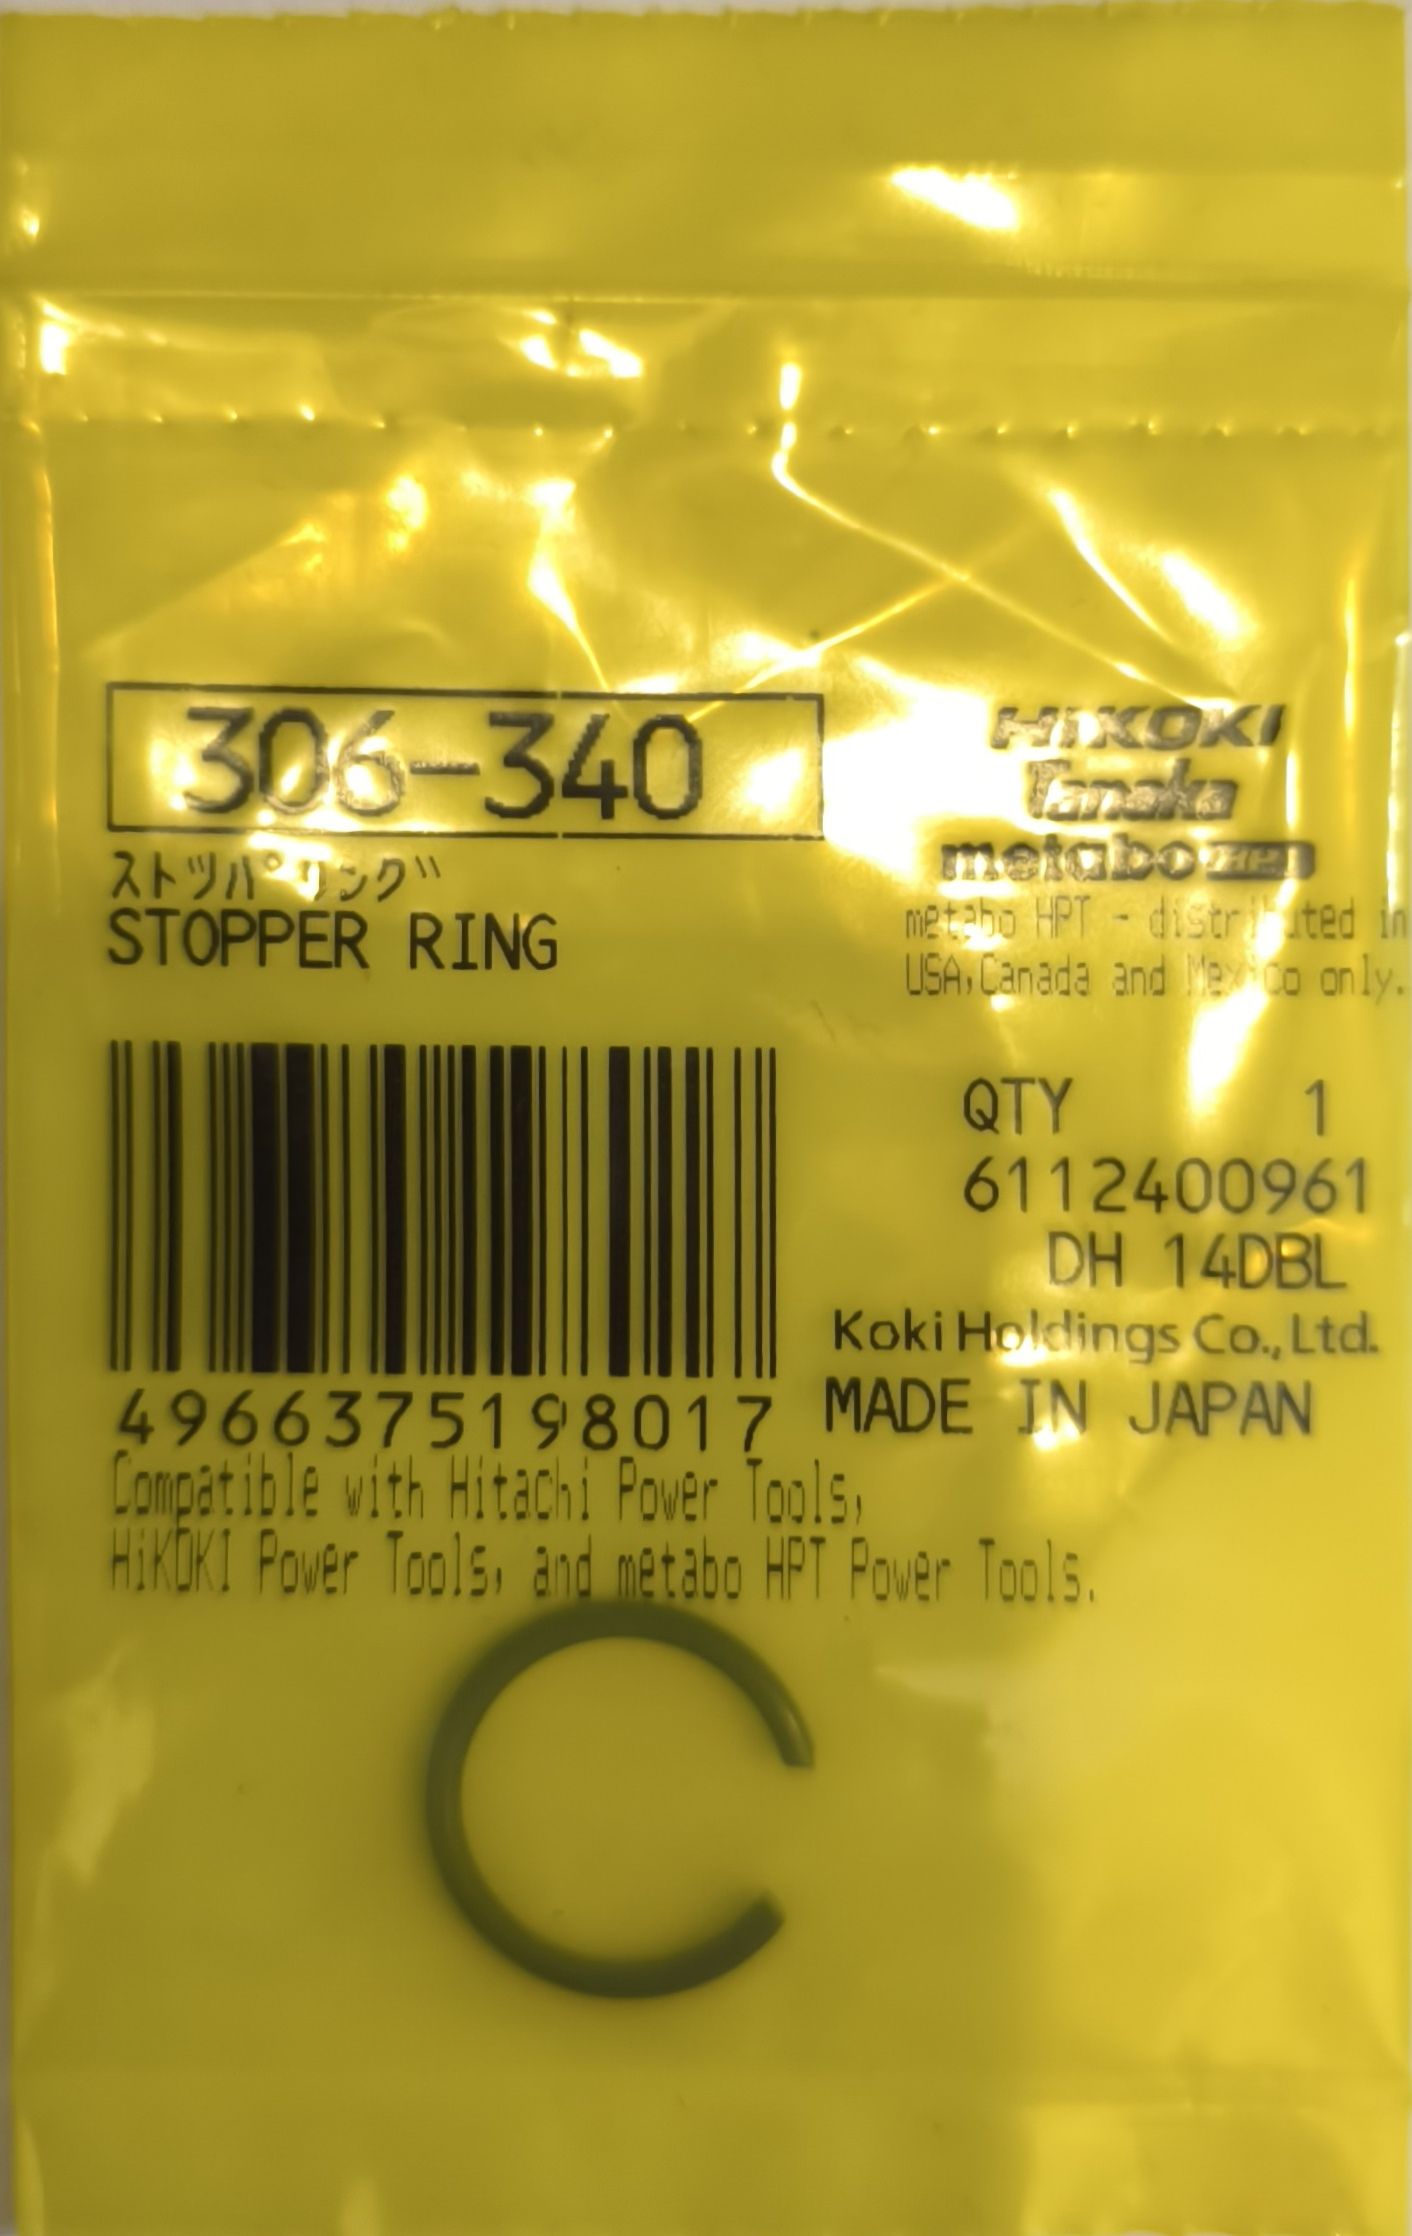 306-340
ストツパ゜リング゛
STOPPER RING
HiKOKI
Tanaka
metabo HPT
metabo HPT - distributed in
USA,Canada and Mexico only.
QTY 1
6112400961
DH 14DBL
Koki Holdings Co., Ltd.
MADE IN JAPAN
4966375198017
Compatible with Hitachi Power Tools,
HiKOKI Power Tools, and metabo HPT Power Tools.